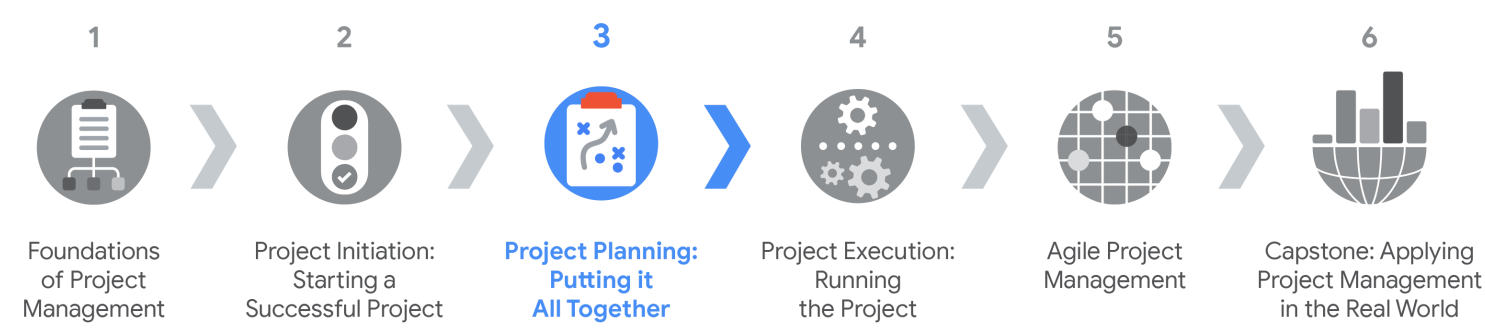 1
2
3
4
5
6
Foundations
of Project
Management
Project Initiation:
Starting a
Successful Project
Project Planning:
Putting it
All Together
Project Execution:
Running
the Project
Agile Project
Management
Capstone: Applying
Project Management
in the Real World